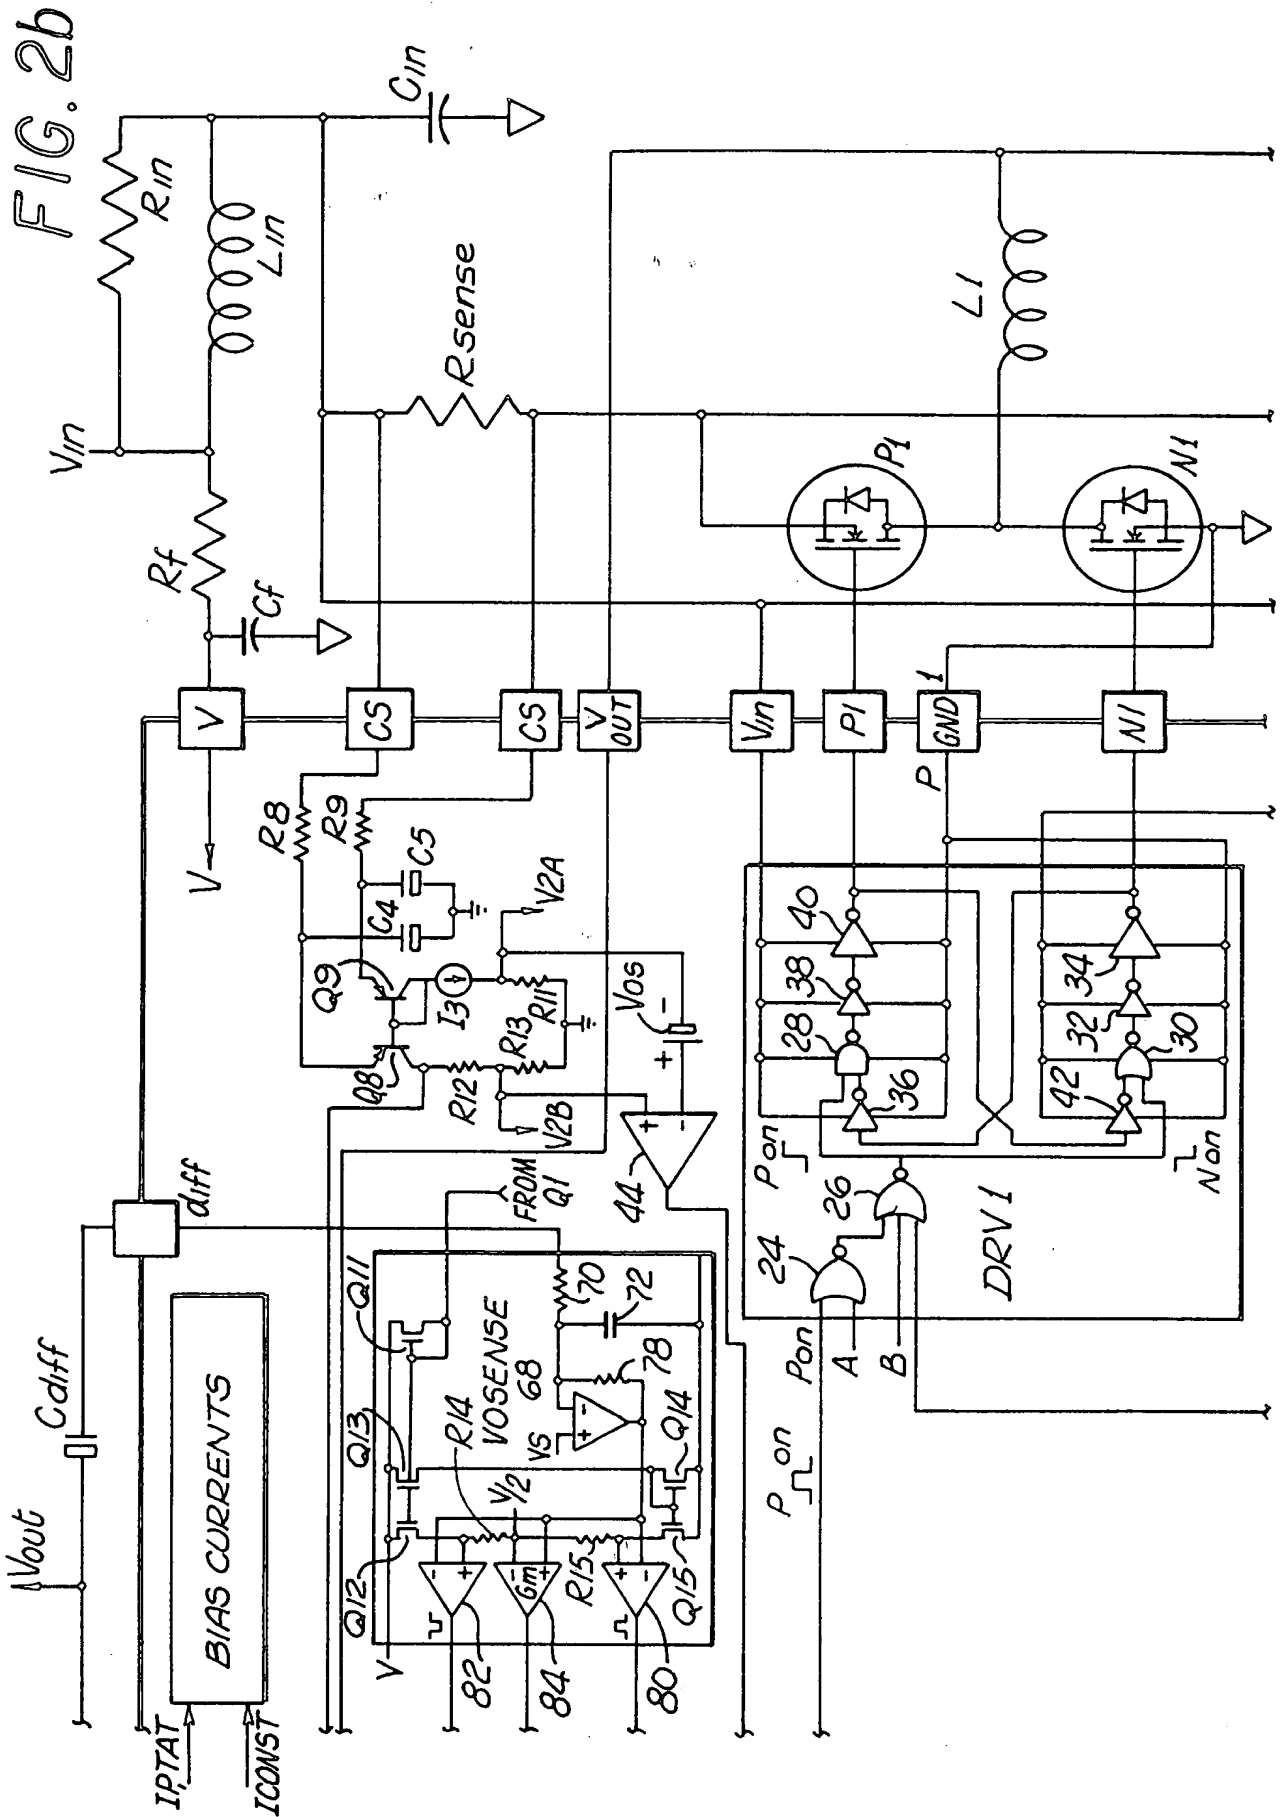 FIG. 2b
Vin
Rin
Lin
Cin
Rf
Cf
Rsense
L1
P1
N1
V
CS
CS
V
OUT
Vin
P1
P
GND
1
N1
V
R8
R9
C4
C5
Q9
Q8
I3
V2A
R11
R12
R13
V2B
Vos
+
-
+
-
44
Vout
Cdiff
diff
BIAS CURRENTS
IPTAT
ICONST
FROM
Q1
Q11
Q13
Q12
R14
VOSENSE
68
70
72
78
VS
+
-
V/2
R15
Q14
Q15
V
-
+
-
Gm
+
+
-
82
84
80
Pon
A
B
P on
24
26
DRV 1
Pon
Non
36
28
38
40
42
30
32
34